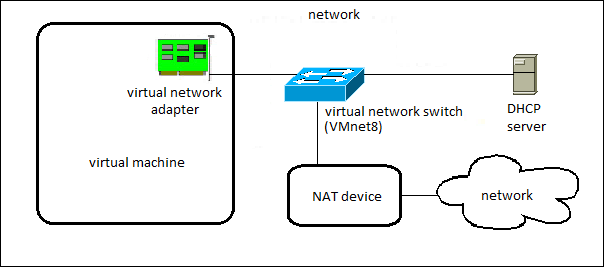 network
virtual network
adapter
virtual machine
virtual network switch
(VMnet8)
DHCP
server
NAT device
network